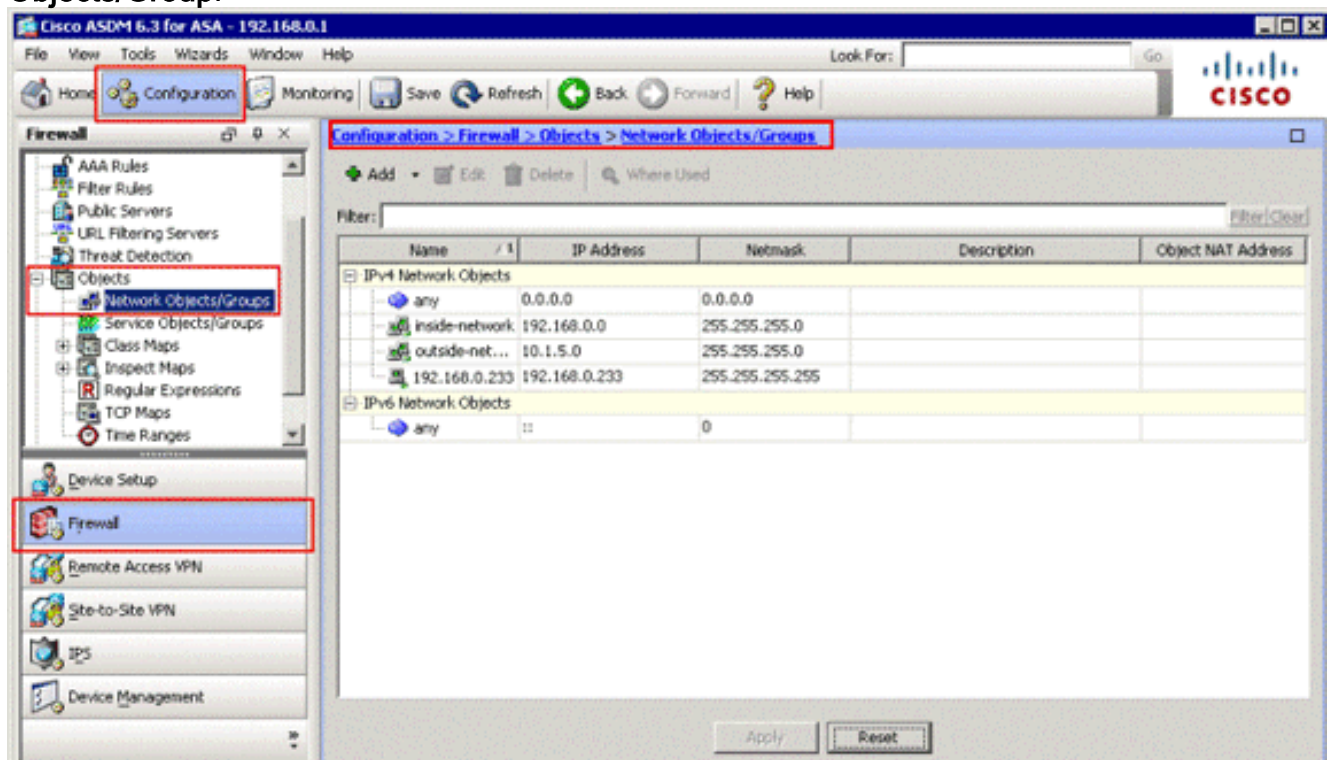 Objects/Group.
Cisco ASDM 6.3 for ASA - 192.168.0.1
File View Tools Wizards Window Help Look For: Go
Home Configuration Monitoring Save Refresh Back Forward Help
CISCO
Firewall
AAA Rules
Filter Rules
Public Servers
URL Filtering Servers
Threat Detection
Objects
Network Objects/Groups
Service Objects/Groups
Class Maps
Inspect Maps
Regular Expressions
TCP Maps
Time Ranges
Device Setup
Firewall
Remote Access VPN
Site-to-Site VPN
IPS
Device Management
Configuration > Firewall > Objects > Network Objects/Groups
Add Edit Delete Where Used
Filter: Filter Clear
Name 1 IP Address Netmask Description Object NAT Address
IPv4 Network Objects
any 0.0.0.0 0.0.0.0
inside-network 192.168.0.0 255.255.255.0
outside-net... 10.1.5.0 255.255.255.0
192.168.0.233 192.168.0.233 255.255.255.255
IPv6 Network Objects
any :: 0
Apply Reset